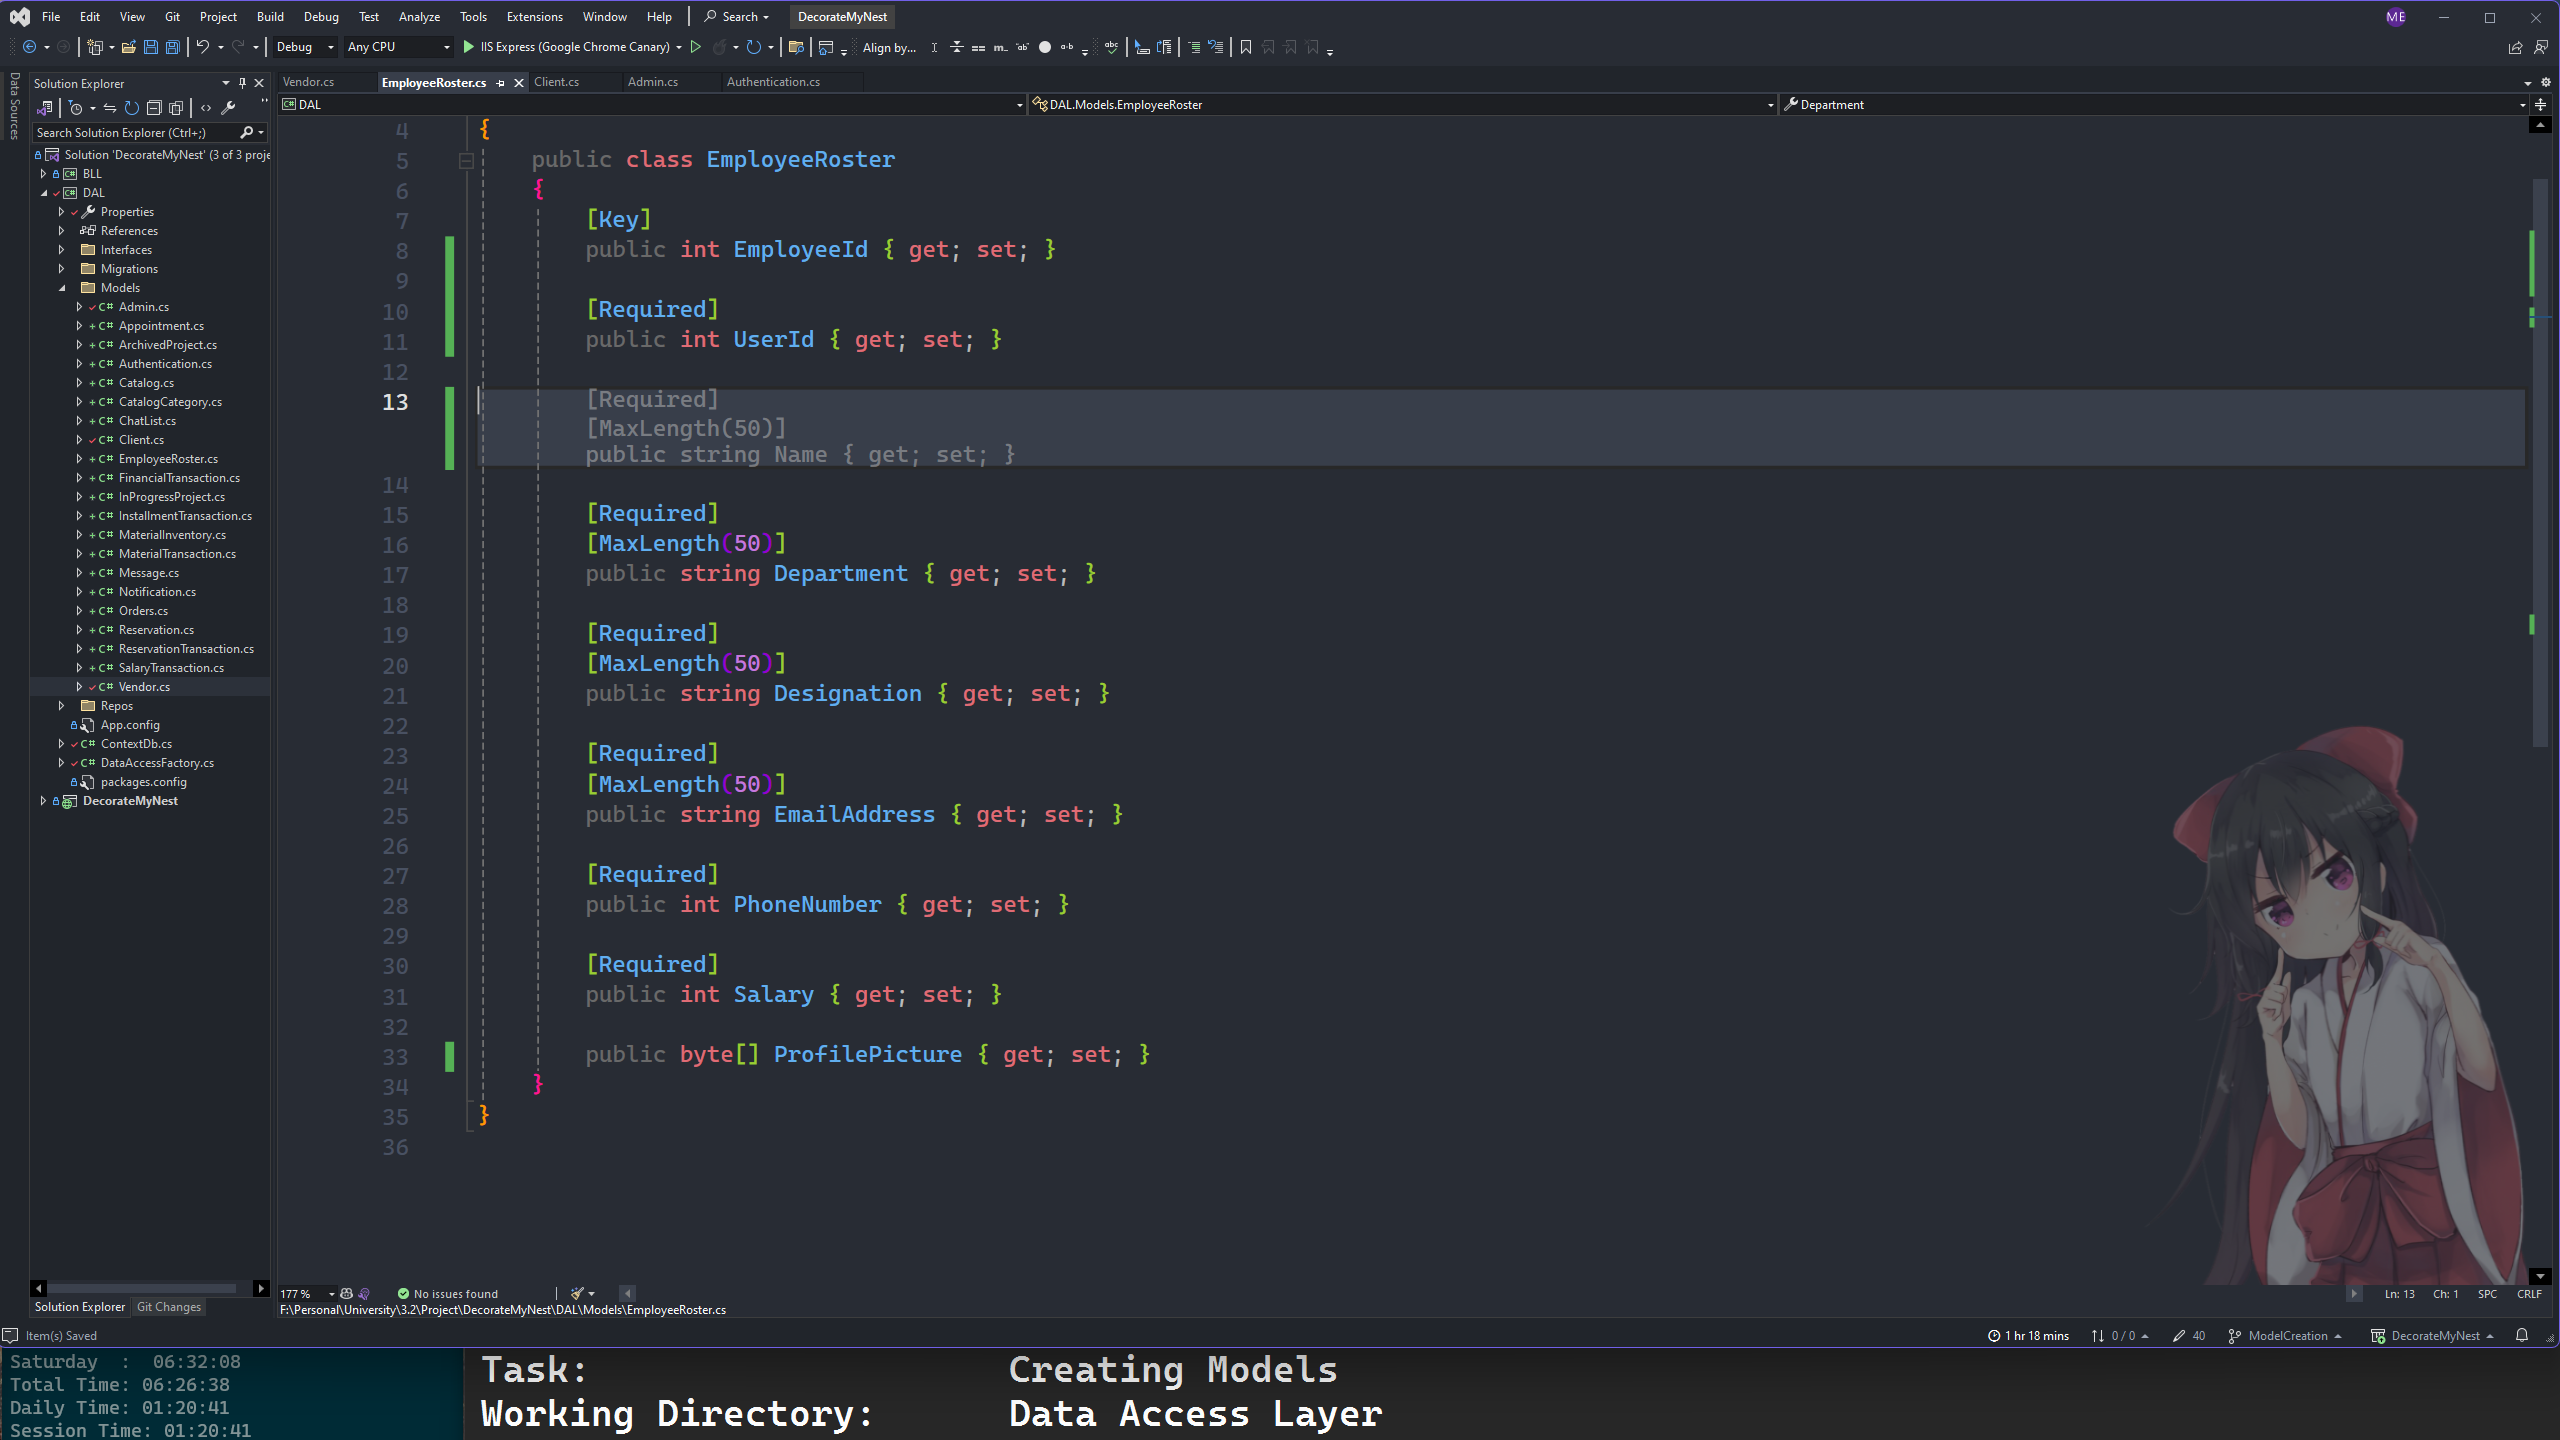 File Edit View Git Project Build Debug Test Analyze Tools Extensions Window Help Search DecorateMyNest ME
Debug Any CPU IIS Express (Google Chrome Canary) Align by...
Data Sources
Solution Explorer
Search Solution Explorer (Ctrl+;)
Solution 'DecorateMyNest' (3 of 3 proje
BLL
DAL
Properties
References
Interfaces
Migrations
Models
C# Admin.cs
C# Appointment.cs
C# ArchivedProject.cs
C# Authentication.cs
C# Catalog.cs
C# CatalogCategory.cs
C# ChatList.cs
C# Client.cs
C# EmployeeRoster.cs
C# FinancialTransaction.cs
C# InProgressProject.cs
C# InstallmentTransaction.cs
C# MaterialInventory.cs
C# MaterialTransaction.cs
C# Message.cs
C# Notification.cs
C# Orders.cs
C# Reservation.cs
C# ReservationTransaction.cs
C# SalaryTransaction.cs
C# Vendor.cs
Repos
App.config
C# ContextDb.cs
C# DataAccessFactory.cs
packages.config
DecorateMyNest
Solution Explorer Git Changes
Vendor.cs EmployeeRoster.cs Client.cs Admin.cs Authentication.cs
DAL DAL.Models.EmployeeRoster Department
4 {
5 public class EmployeeRoster
6 {
7 [Key]
8 public int EmployeeId { get; set; }
9
10 [Required]
11 public int UserId { get; set; }
12
13 [Required]
[MaxLength(50)]
public string Name { get; set; }
14
15 [Required]
16 [MaxLength(50)]
17 public string Department { get; set; }
18
19 [Required]
20 [MaxLength(50)]
21 public string Designation { get; set; }
22
23 [Required]
24 [MaxLength(50)]
25 public string EmailAddress { get; set; }
26
27 [Required]
28 public int PhoneNumber { get; set; }
29
30 [Required]
31 public int Salary { get; set; }
32
33 public byte[] ProfilePicture { get; set; }
34 }
35 }
36
177 % No issues found Ln: 13 Ch: 1 SPC CRLF
F:\Personal\University\3.2\Project\DecorateMyNest\DAL\Models\EmployeeRoster.cs
Item(s) Saved 1 hr 18 mins 0 / 0 40 ModelCreation DecorateMyNest
Saturday : 06:32:08
Total Time: 06:26:38
Daily Time: 01:20:41
Session Time: 01:20:41
Task: Creating Models
Working Directory: Data Access Layer